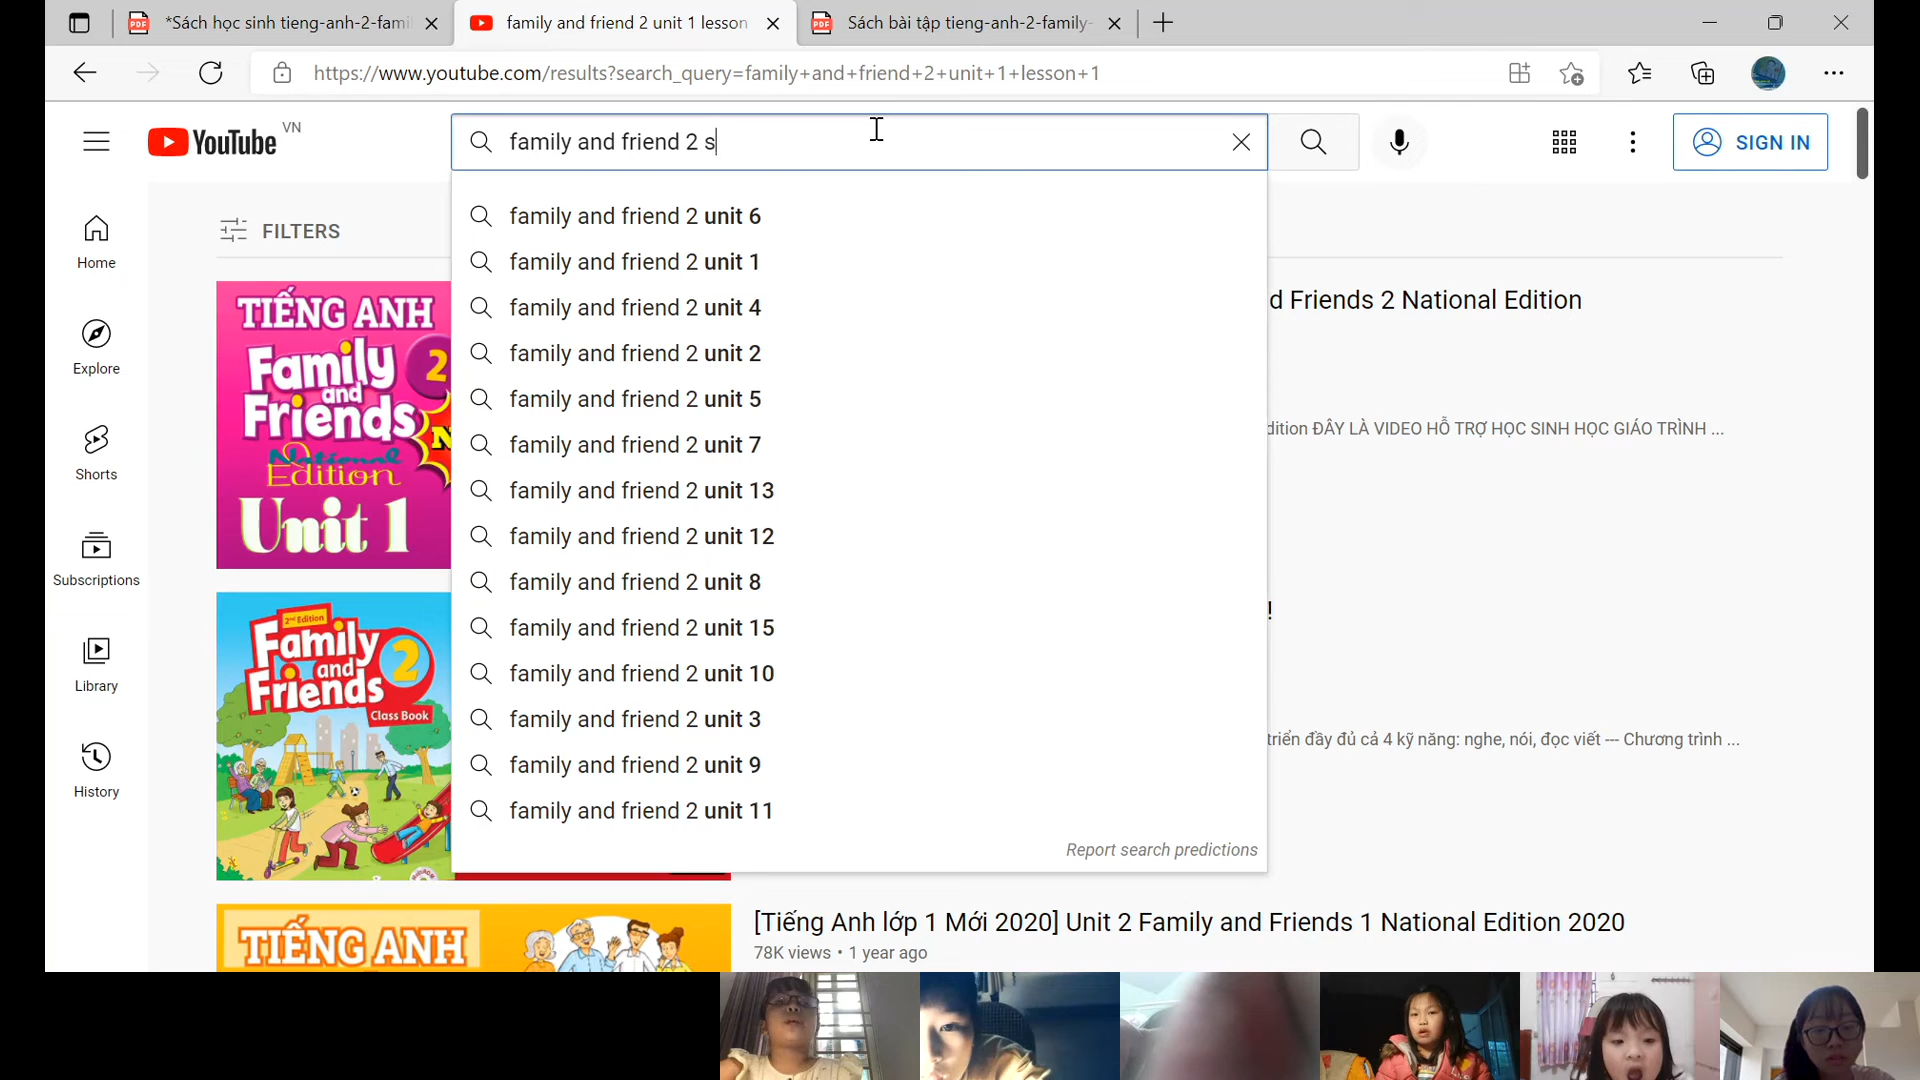 *Sách học sinh tieng-anh-2-fami
family and friend 2 unit 1 lesson
Sách bài tập tieng-anh-2-family-
https://www.youtube.com/results?search_query=family+and+friend+2+unit+1+lesson+1
YouTube VN
family and friend 2 s
SIGN IN
Home
Explore
Shorts
Subscriptions
Library
History
FILTERS
family and friend 2 unit 6
family and friend 2 unit 1
family and friend 2 unit 4
family and friend 2 unit 2
family and friend 2 unit 5
family and friend 2 unit 7
family and friend 2 unit 13
family and friend 2 unit 12
family and friend 2 unit 8
family and friend 2 unit 15
family and friend 2 unit 10
family and friend 2 unit 3
family and friend 2 unit 9
family and friend 2 unit 11
Report search predictions
TIẾNG ANH
Family
and
Friends
2
N
National
Edition
Unit 1
d Friends 2 National Edition
dition ĐÂY LÀ VIDEO HỖ TRỢ HỌC SINH HỌC GIÁO TRÌNH ...
2nd Edition
Family
and
Friends
2
Class Book
!
triển đầy đủ cả 4 kỹ năng: nghe, nói, đọc viết --- Chương trình ...
TIẾNG ANH
[Tiếng Anh lớp 1 Mới 2020] Unit 2 Family and Friends 1 National Edition 2020
78K views • 1 year ago